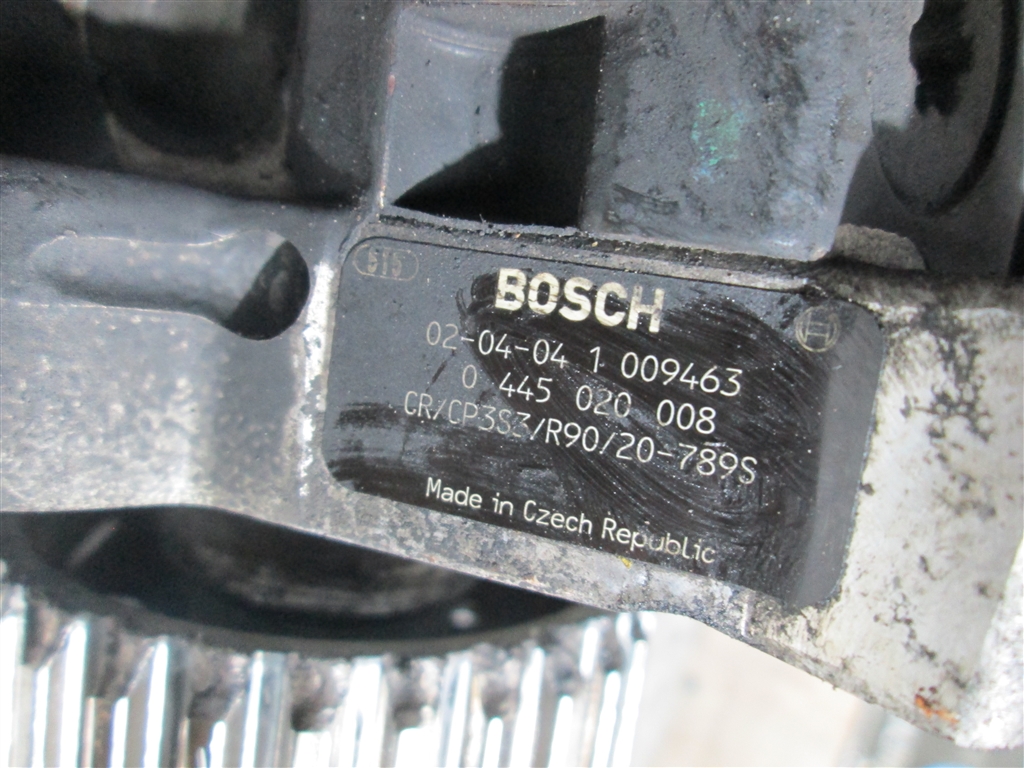 515
BOSCH
02-04-04 1 009463
0 445 020 008
CR/CP3S3/R90/20-789S
Made in Czech Republic